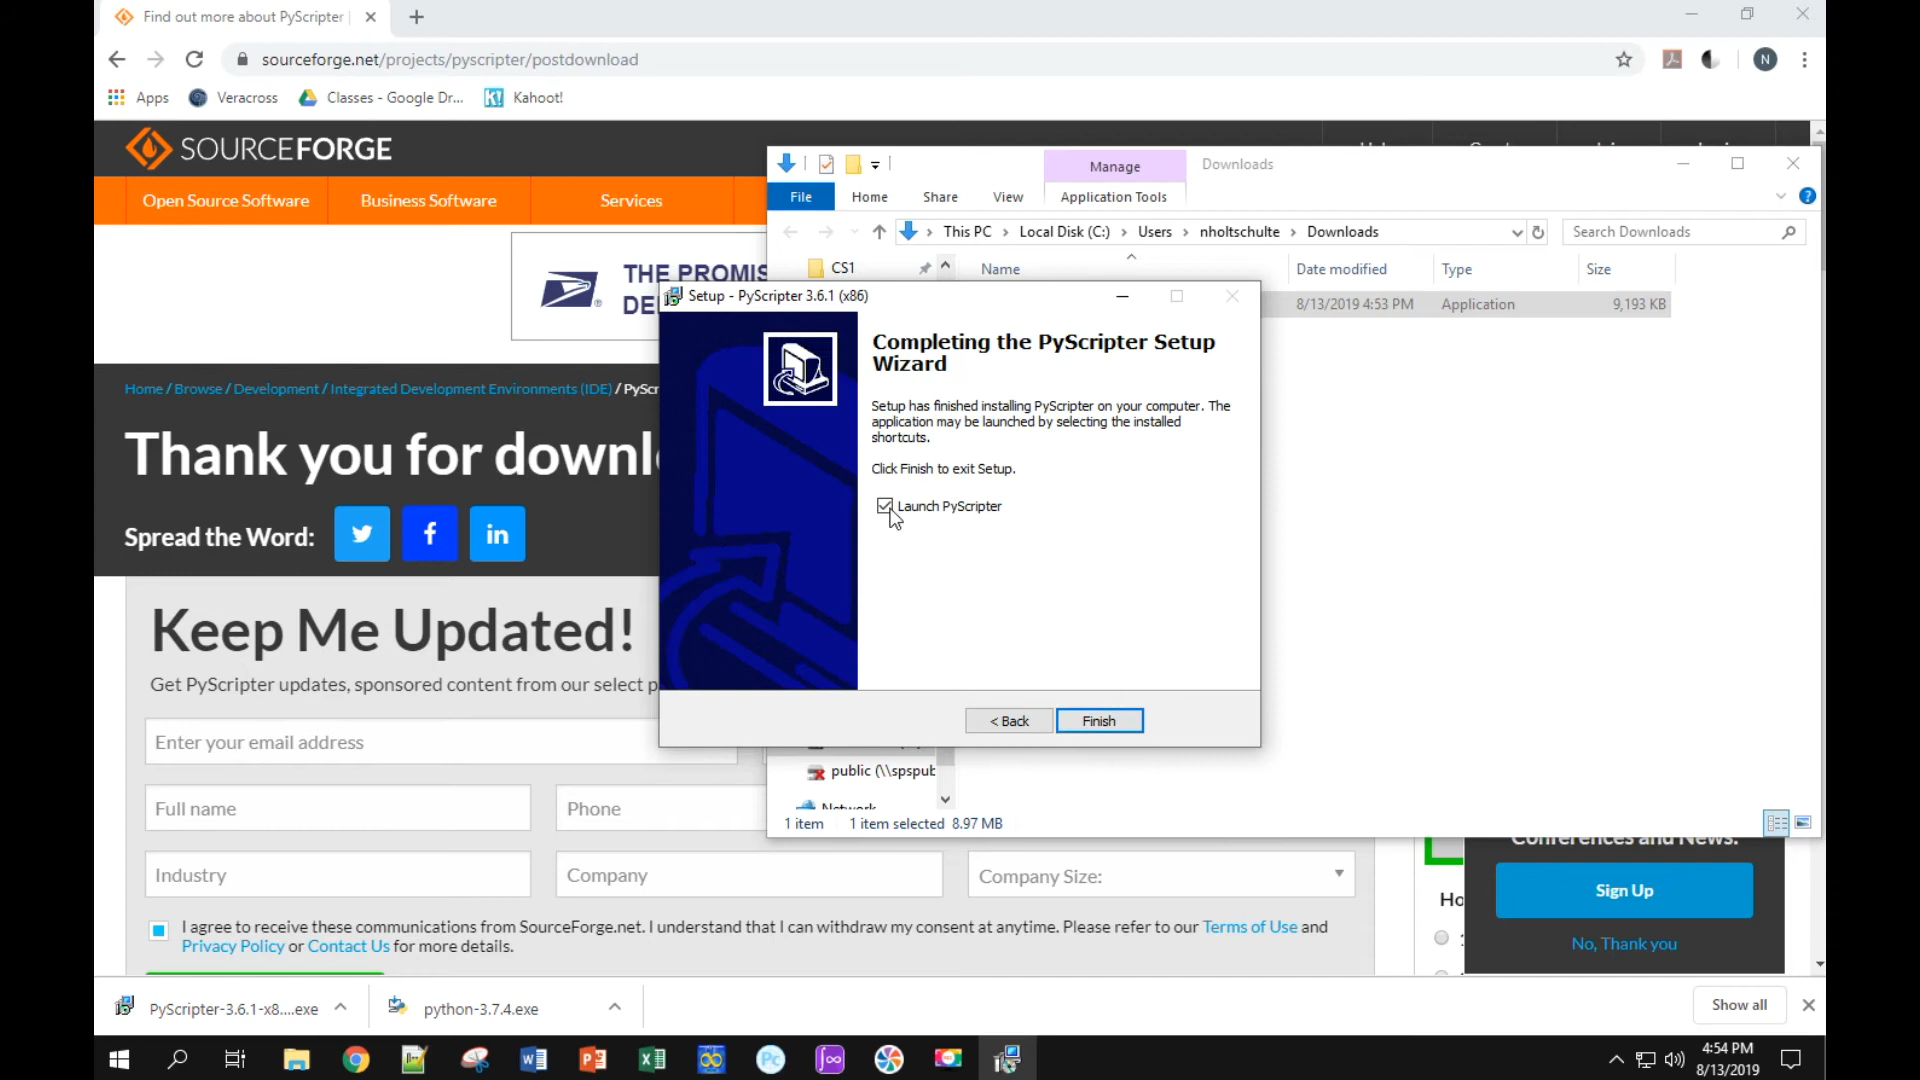 Find out more about PyScripter |
sourceforge.net/projects/pyscripter/postdownload
N
Apps
Veracross
Classes - Google Dr...
K!
Kahoot!
SOURCEFORGE
Open Source Software
Business Software
Services
Manage
Downloads
File
Home
Share
View
Application Tools
This PC > Local Disk (C:) > Users > nholtschulte > Downloads
Search Downloads
CS1
Name
Date modified
Type
Size
8/13/2019 4:53 PM
Application
9,193 KB
THE PROMIS
DEL
Setup - PyScripter 3.6.1 (x86)
Completing the PyScripter Setup
Wizard
Setup has finished installing PyScripter on your computer. The
application may be launched by selecting the installed
shortcuts.
Click Finish to exit Setup.
Launch PyScripter
< Back
Finish
Home / Browse / Development / Integrated Development Environments (IDE) / PyScr
Thank you for downl
Spread the Word:
f
in
Keep Me Updated!
Get PyScripter updates, sponsored content from our select p
Enter your email address
Full name
Phone
Industry
Company
Company Size:
public (\\spspub
Network
1 item
1 item selected 8.97 MB
Conferences and News.
Sign Up
No, Thank you
Ho
I agree to receive these communications from SourceForge.net. I understand that I can withdraw my consent at anytime. Please refer to our Terms of Use and
Privacy Policy or Contact Us for more details.
PyScripter-3.6.1-x8....exe
python-3.7.4.exe
Show all
4:54 PM
8/13/2019